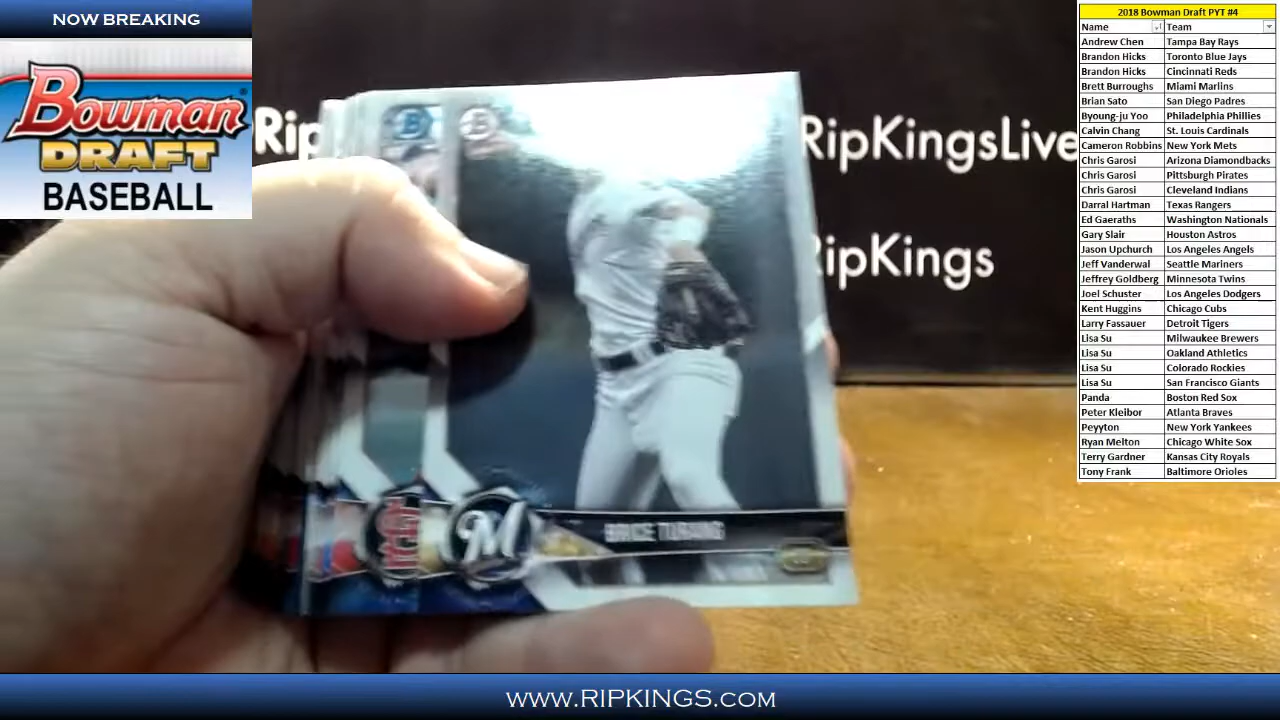 NOW BREAKING
Bowman
DRAFT
BASEBALL
Rip
RipKingsLive
RipKings
B
B
M
BRICE TURANG
www.RIPKINGS.COM
2018 Bowman Draft PYT #4
Name Team
Andrew Chen Tampa Bay Rays
Brandon Hicks Toronto Blue Jays
Brandon Hicks Cincinnati Reds
Brett Burroughs Miami Marlins
Brian Sato San Diego Padres
Byoung-ju Yoo Philadelphia Phillies
Calvin Chang St. Louis Cardinals
Cameron Robbins New York Mets
Chris Garosi Arizona Diamondbacks
Chris Garosi Pittsburgh Pirates
Chris Garosi Cleveland Indians
Darral Hartman Texas Rangers
Ed Gaeraths Washington Nationals
Gary Slair Houston Astros
Jason Upchurch Los Angeles Angels
Jeff Vanderwal Seattle Mariners
Jeffrey Goldberg Minnesota Twins
Joel Schuster Los Angeles Dodgers
Kent Huggins Chicago Cubs
Larry Fassauer Detroit Tigers
Lisa Su Milwaukee Brewers
Lisa Su Oakland Athletics
Lisa Su Colorado Rockies
Lisa Su San Francisco Giants
Panda Boston Red Sox
Peter Kleibor Atlanta Braves
Peyyton New York Yankees
Ryan Melton Chicago White Sox
Terry Gardner Kansas City Royals
Tony Frank Baltimore Orioles